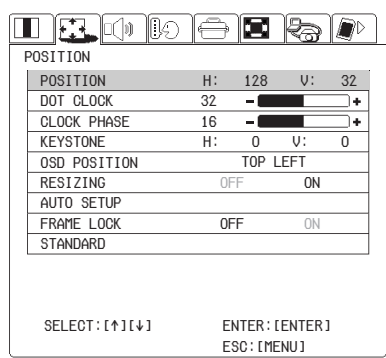 POSITION
POSITION H: 128 V: 32
DOT CLOCK 32 - +
CLOCK PHASE 16 - +
KEYSTONE H: 0 V: 0
OSD POSITION TOP LEFT
RESIZING OFF ON
AUTO SETUP
FRAME LOCK OFF ON
STANDARD
SELECT:[↑][↓] ENTER:[ENTER]
ESC:[MENU]